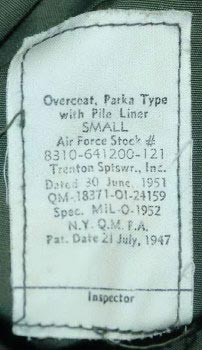 Overcoat, Parka Type
with Pile Liner
SMALL
Air Force Stock #
8310-641200-121
Trenton Splswr., Inc.
Dated 30 June, 1951
QM-18371-O1-24159
Spec. MIL-O-1952
N.Y. Q.M. P.A.
Pat. Date 21 July, 1947
Inspector